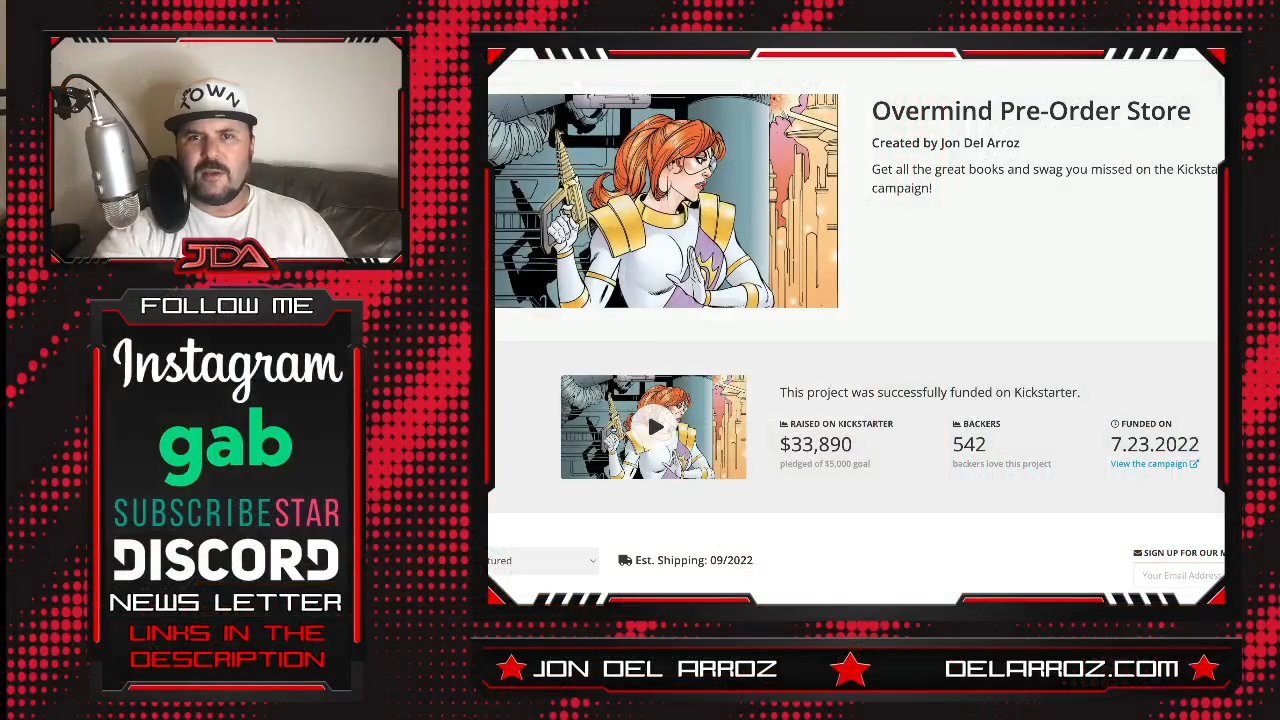 TOWN
JDA
FOLLOW ME
Instagram
gab
SUBSCRIBESTAR
DISCORD
NEWS LETTER
LINKS IN THE
DESCRIPTION
Overmind Pre-Order Store
Created by Jon Del Arroz
Get all the great books and swag you missed on the Kicksta
campaign!
This project was successfully funded on Kickstarter.
RAISED ON KICKSTARTER
$33,890
pledged of $5,000 goal
BACKERS
542
backers love this project
FUNDED ON
7.23.2022
View the campaign
tured
Est. Shipping: 09/2022
SIGN UP FOR OUR M
Your Email Address
JON DEL ARROZ
DELARROZ.COM